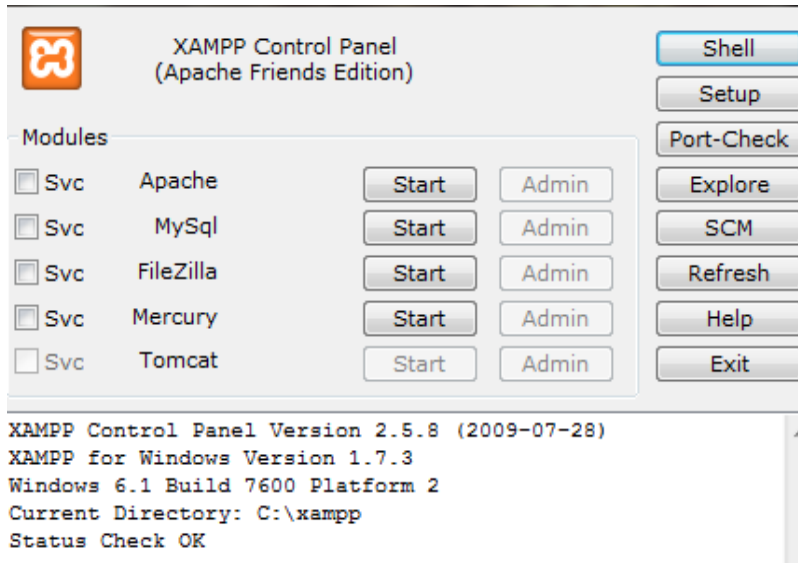 XAMPP Control Panel
(Apache Friends Edition)
Shell
Setup
Port-Check
Explore
SCM
Refresh
Help
Exit
Modules
Svc Apache Start Admin
Svc MySql Start Admin
Svc FileZilla Start Admin
Svc Mercury Start Admin
Svc Tomcat Start Admin
XAMPP Control Panel Version 2.5.8 (2009-07-28)
XAMPP for Windows Version 1.7.3
Windows 6.1 Build 7600 Platform 2
Current Directory: C:\xampp
Status Check OK